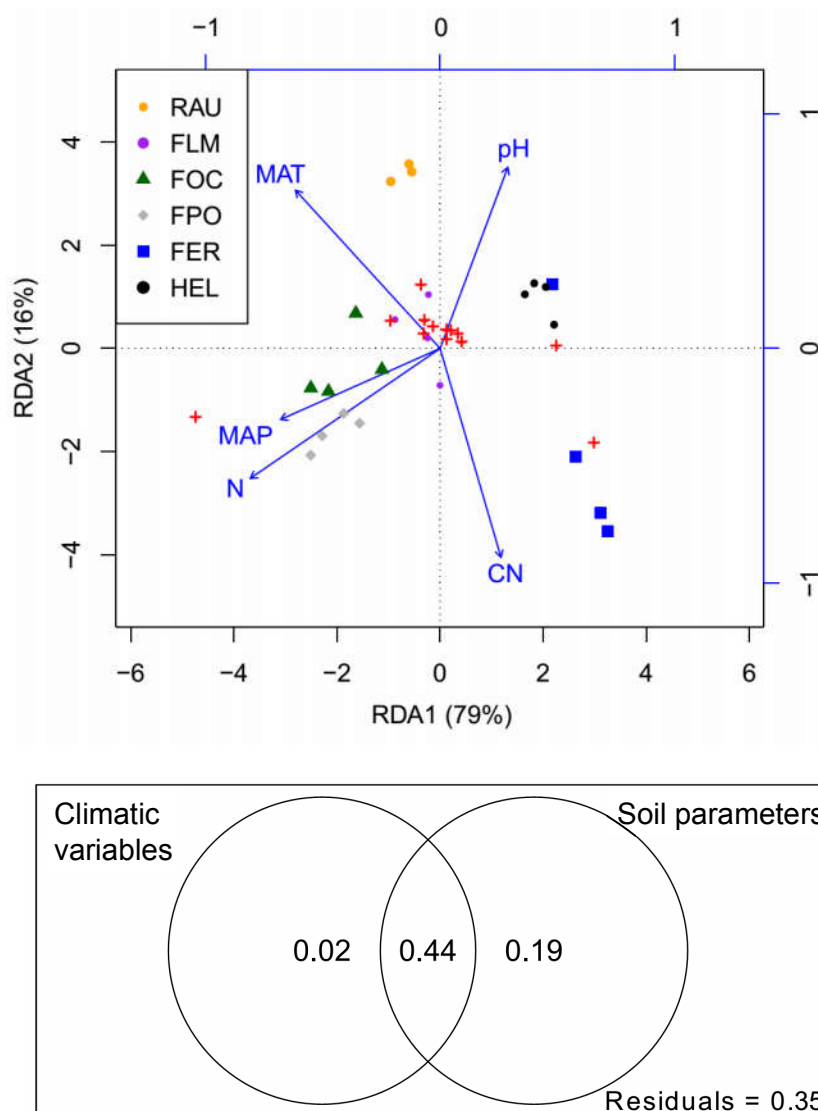 −1 0 1
RAU
FLM
FOC
FPO
FER
HEL
MAT
pH
MAP
N
CN
4
2
0
−2
−4
1
0
−1
RDA2 (16%)
−6 −4 −2 0 2 4 6
RDA1 (79%)
Climatic
variables
Soil parameters
0.02 0.44 0.19
Residuals = 0.35